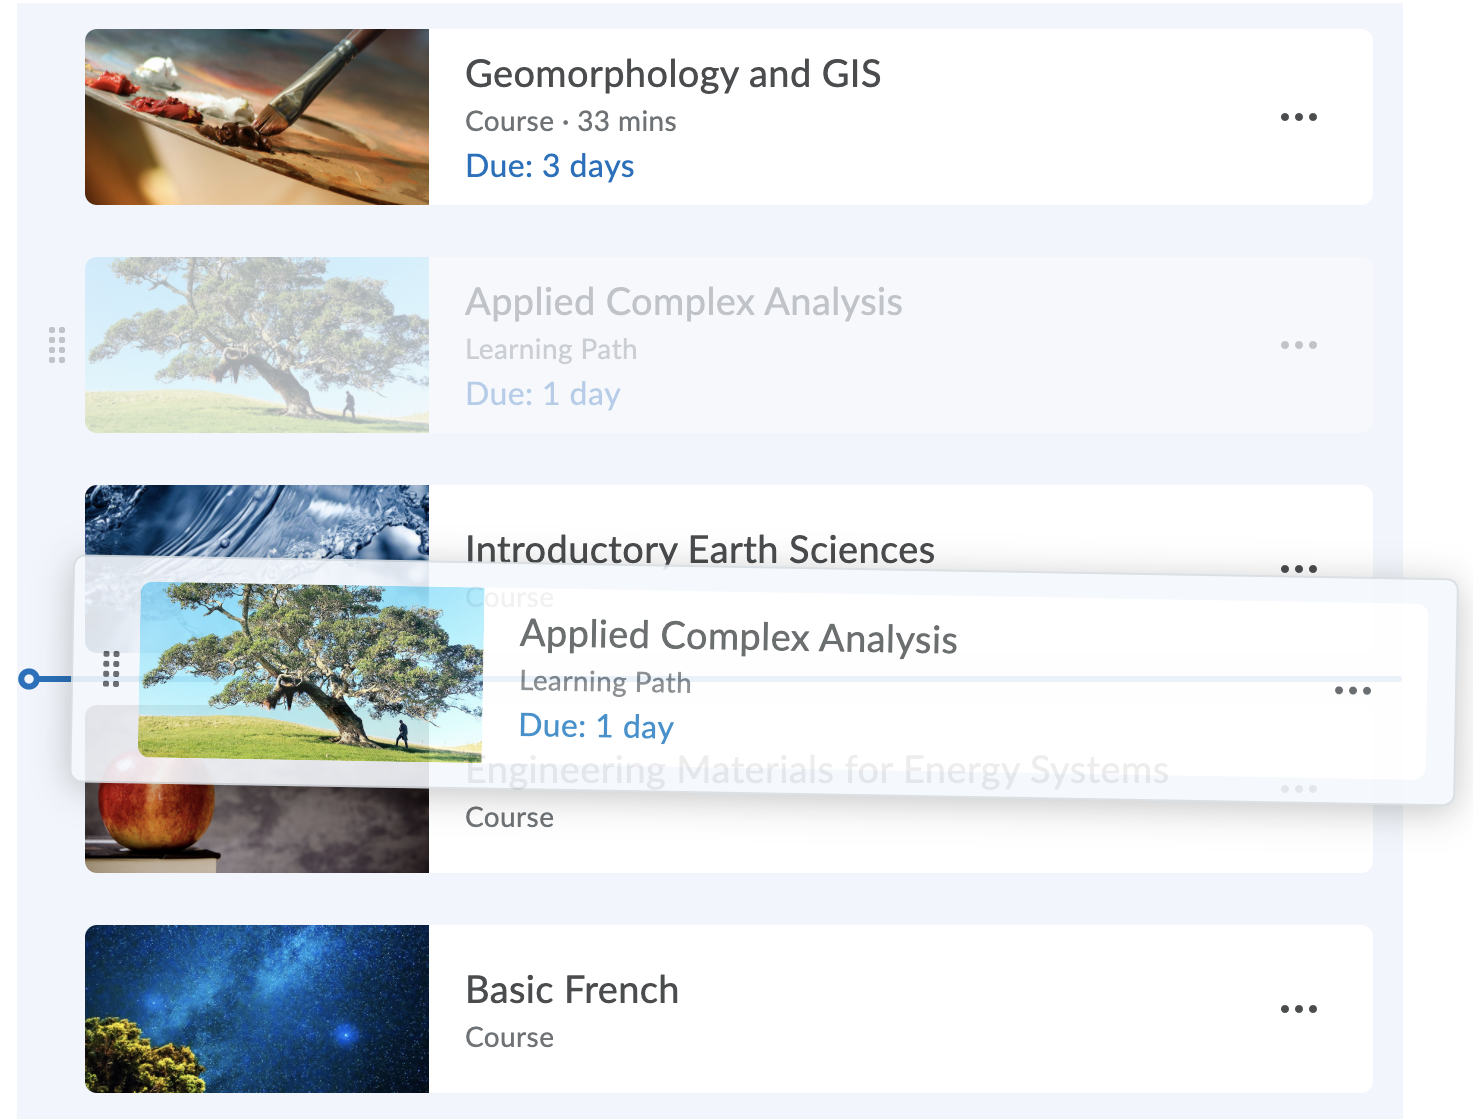 Geomorphology and GIS
Course · 33 mins
Due: 3 days
Applied Complex Analysis
Learning Path
Due: 1 day
Introductory Earth Sciences
Course
Applied Complex Analysis
Learning Path
Due: 1 day
Engineering Materials for Energy Systems
Course
Basic French
Course